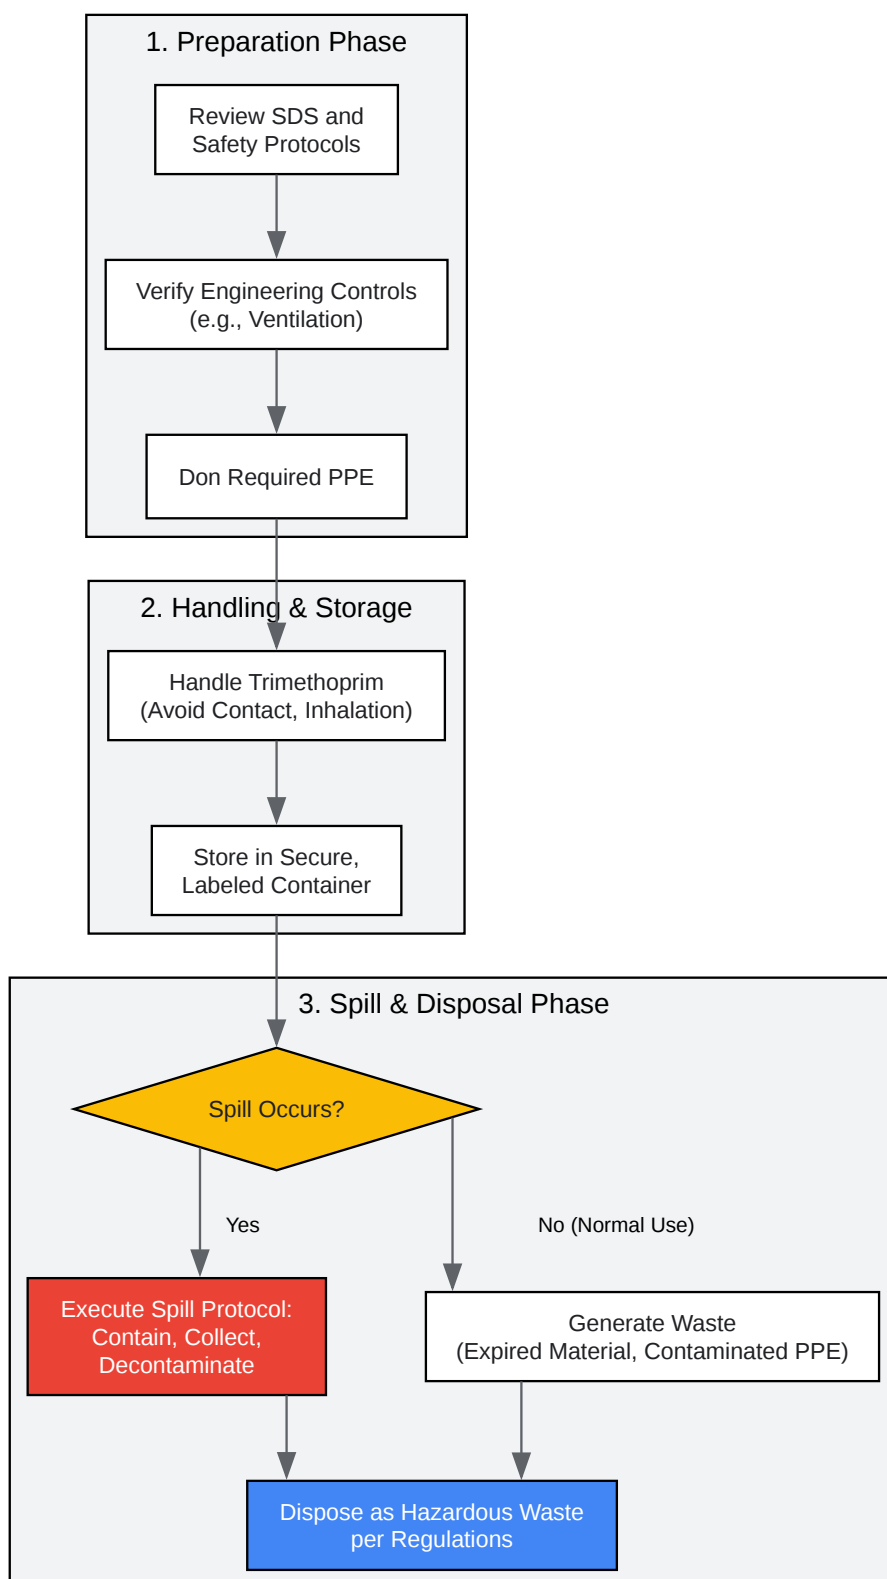 1. Preparation Phase
Review SDS and
Safety Protocols
Verify Engineering Controls
(e.g., Ventilation)
Don Required PPE
2. Handling & Storage
Handle Trimethoprim
(Avoid Contact, Inhalation)
Store in Secure,
Labeled Container
3. Spill & Disposal Phase
Spill Occurs?
Yes
No (Normal Use)
Execute Spill Protocol:
Contain, Collect,
Decontaminate
Generate Waste
(Expired Material, Contaminated PPE)
Dispose as Hazardous Waste
per Regulations